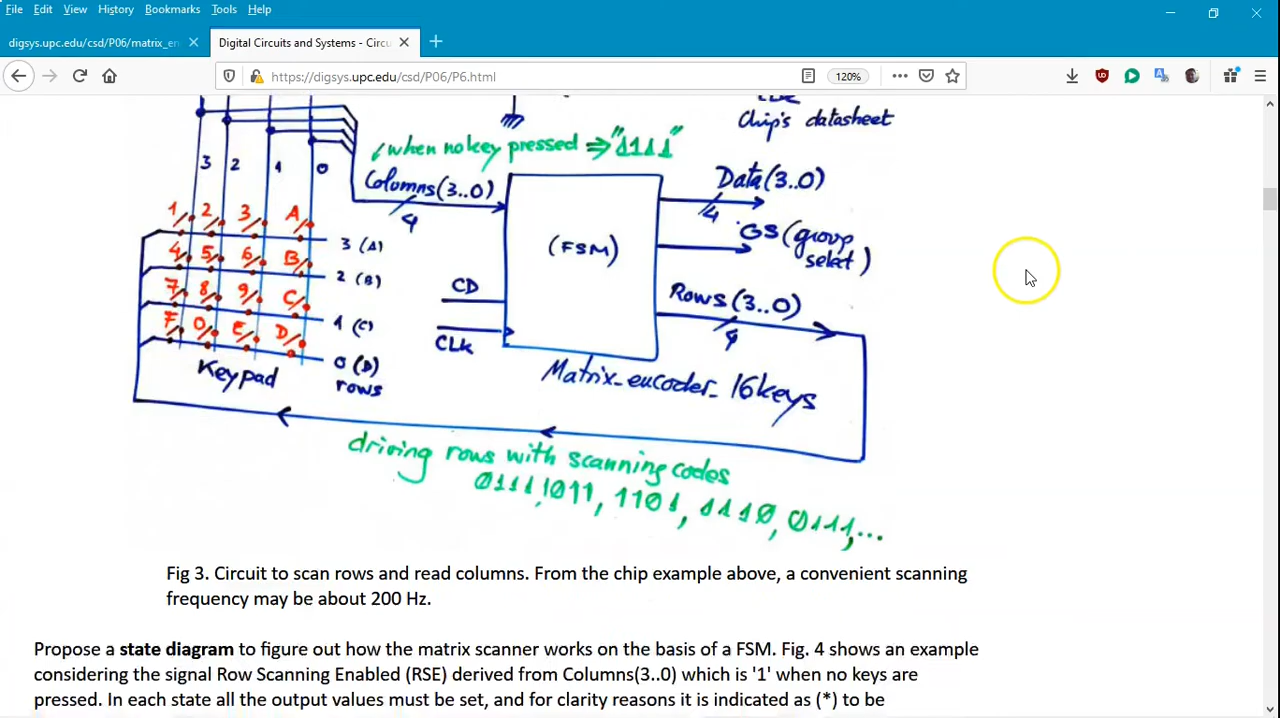 File Edit View History Bookmarks Tools Help
digsys.upc.edu/csd/P06/matrix_en
Digital Circuits and Systems - Circu
https://digsys.upc.edu/csd/P06/P6.html
120%
Chip's datasheet
when no key pressed ⇒ "1111"
3 2 1 0
Columns(3..0)
4
Data(3..0)
4
GS (group
select)
(FSM)
1 2 3 A
3 (A)
4 5 6 B
2 (B)
7 8 9 C
1 (C)
F 0 E D
0 (D)
rows
Keypad
CD
CLK
Rows(3..0)
4
Matrix_encoder_16keys
driving rows with scanning codes
0111, 1011, 1101, 1110, 0111,...
Fig 3. Circuit to scan rows and read columns. From the chip example above, a convenient scanning
frequency may be about 200 Hz.
Propose a state diagram to figure out how the matrix scanner works on the basis of a FSM. Fig. 4 shows an example
considering the signal Row Scanning Enabled (RSE) derived from Columns(3..0) which is '1' when no keys are
pressed. In each state all the output values must be set, and for clarity reasons it is indicated as (*) to be